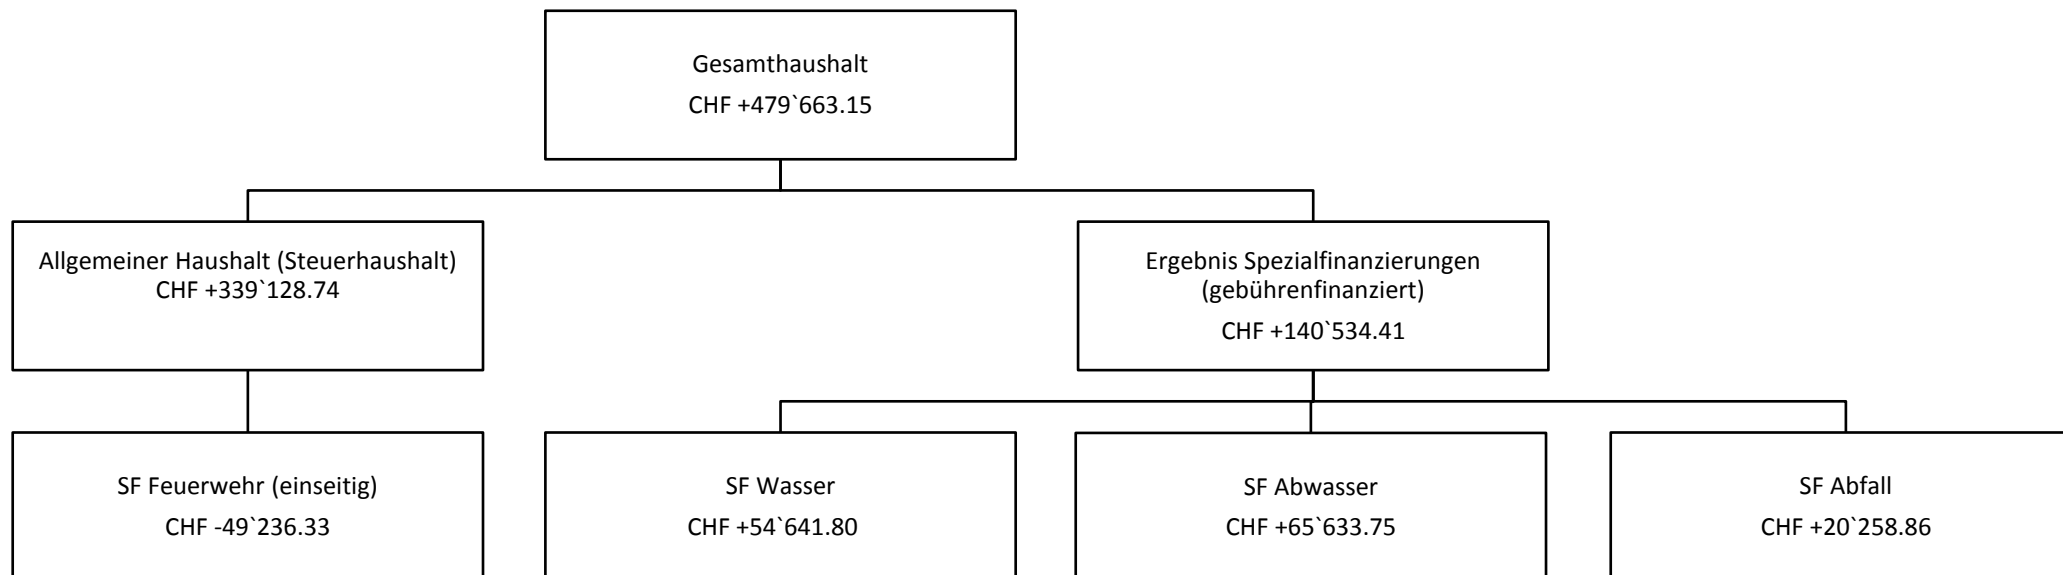 Gesamthaushalt
CHF +479`663.15
Allgemeiner Haushalt (Steuerhaushalt)
CHF +339`128.74
Ergebnis Spezialfinanzierungen
(gebührenfinanziert)
CHF +140`534.41
SF Feuerwehr (einseitig)
CHF -49`236.33
SF Wasser
CHF +54`641.80
SF Abwasser
CHF +65`633.75
SF Abfall
CHF +20`258.86